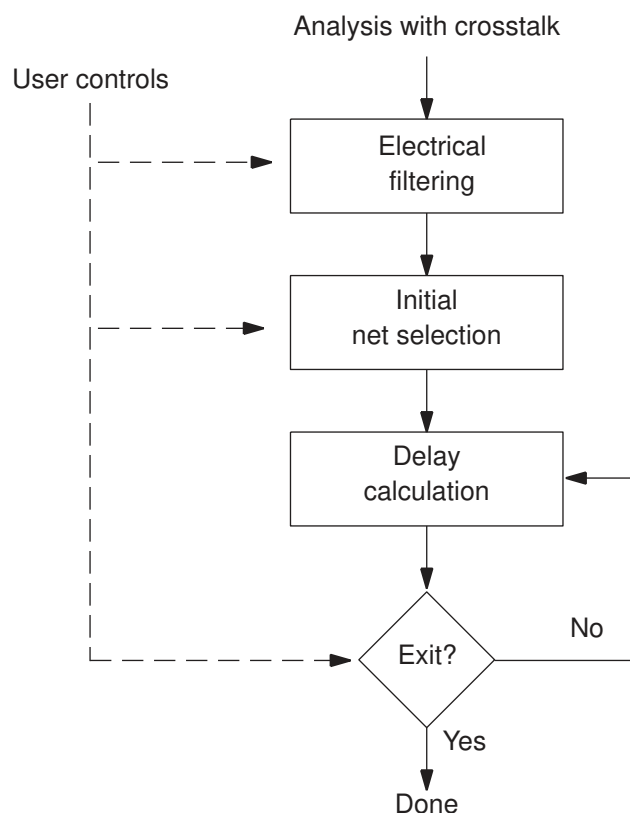 Analysis with crosstalk
User controls
Electrical
filtering
Initial
net selection
Delay
calculation
No
Exit?
Yes
Done